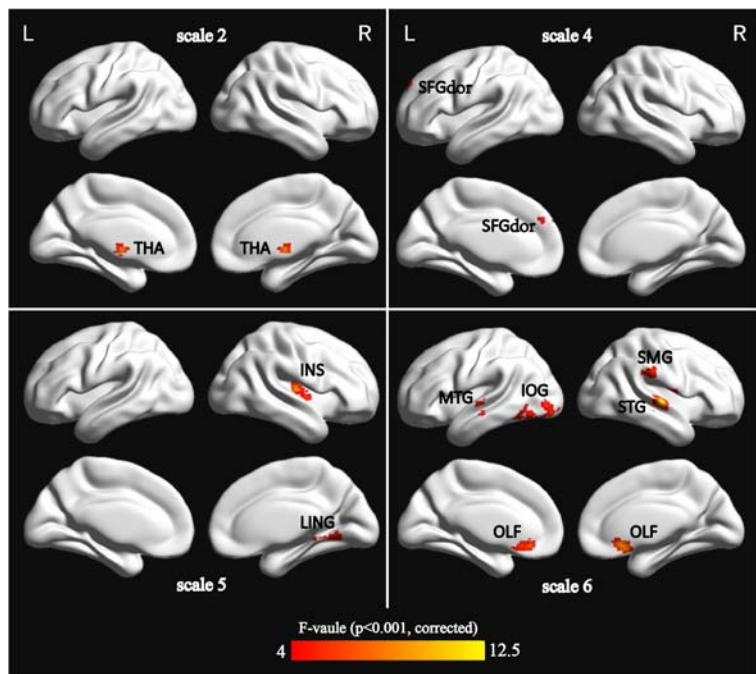 L scale 2 R
THA THA
L scale 4 R
SFGdor
SFGdor
INS
LING
scale 5
SMG
MTG IOG STG
OLF OLF
scale 6
F-vaule (p<0.001, corrected)
4 12.5